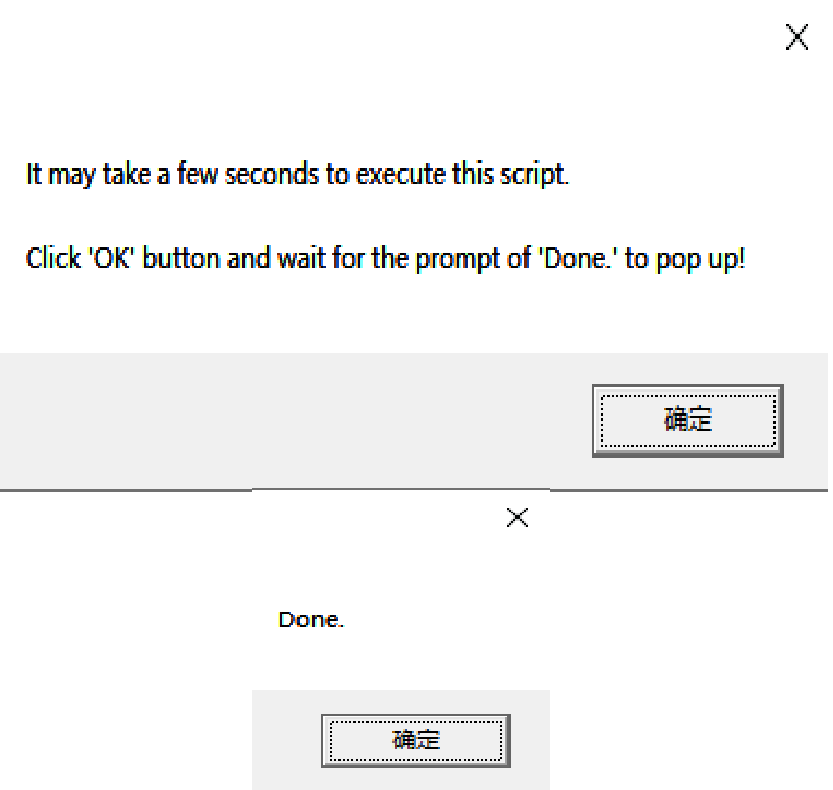 It may take a few seconds to execute this script.
Click 'OK' button and wait for the prompt of 'Done.' to pop up!
确定
Done.
确定